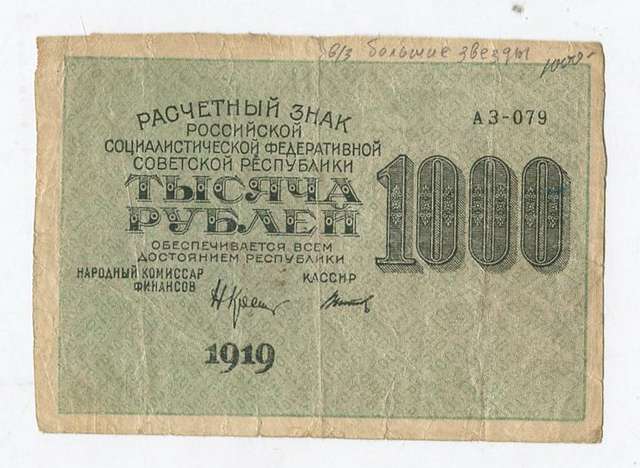 в/з большие звезды 1000-
АЗ-079
РАСЧЕТНЫЙ ЗНАК
РОССИЙСКОЙ
СОЦИАЛИСТИЧЕСКОЙ ФЕДЕРАТИВНОЙ
СОВЕТСКОЙ РЕСПУБЛИКИ
ТЫСЯЧА
РУБЛЕЙ
1000
ОБЕСПЕЧИВАЕТСЯ ВСЕМ
ДОСТОЯНИЕМ РЕСПУБЛИКИ
НАРОДНЫЙ КОМИССАР
ФИНАНСОВ
КАССИР
1919